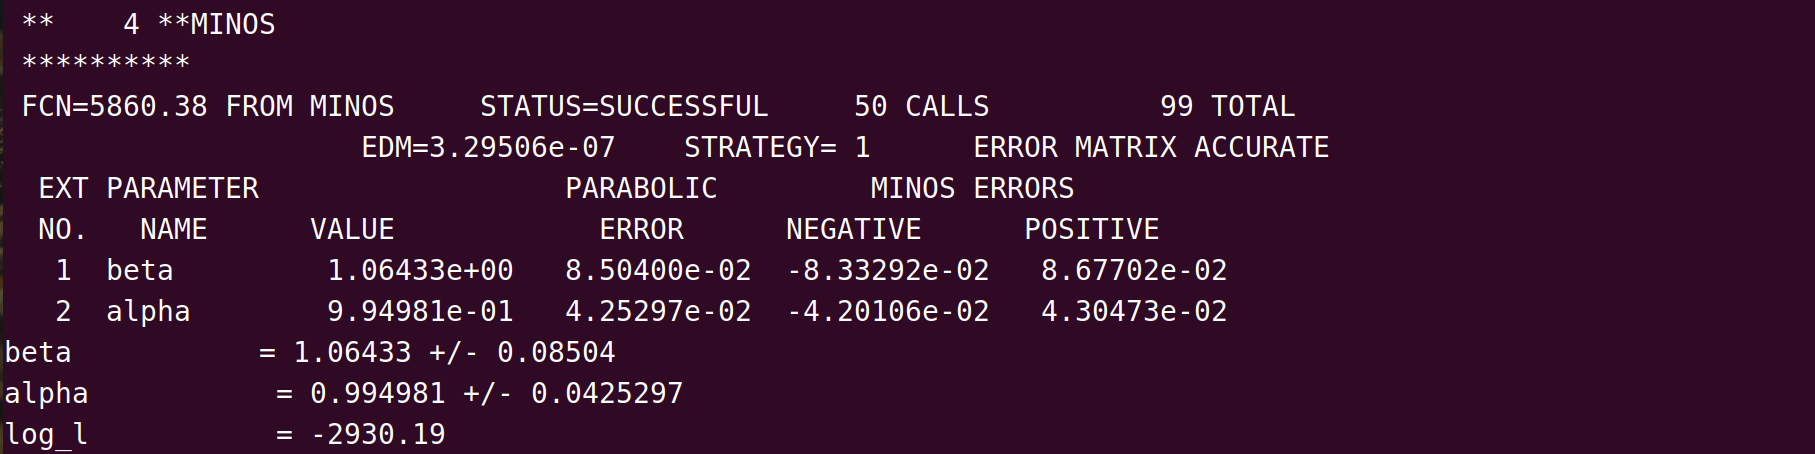 **    4 **MINOS
**********
FCN=5860.38 FROM MINOS     STATUS=SUCCESSFUL     50 CALLS          99 TOTAL
                    EDM=3.29506e-07    STRATEGY= 1      ERROR MATRIX ACCURATE
 EXT PARAMETER                  PARABOLIC         MINOS ERRORS
 NO.   NAME      VALUE            ERROR      NEGATIVE      POSITIVE
  1  beta         1.06433e+00   8.50400e-02  -8.33292e-02   8.67702e-02
  2  alpha        9.94981e-01   4.25297e-02  -4.20106e-02   4.30473e-02
beta           = 1.06433 +/- 0.08504
alpha           = 0.994981 +/- 0.0425297
log_l           = -2930.19